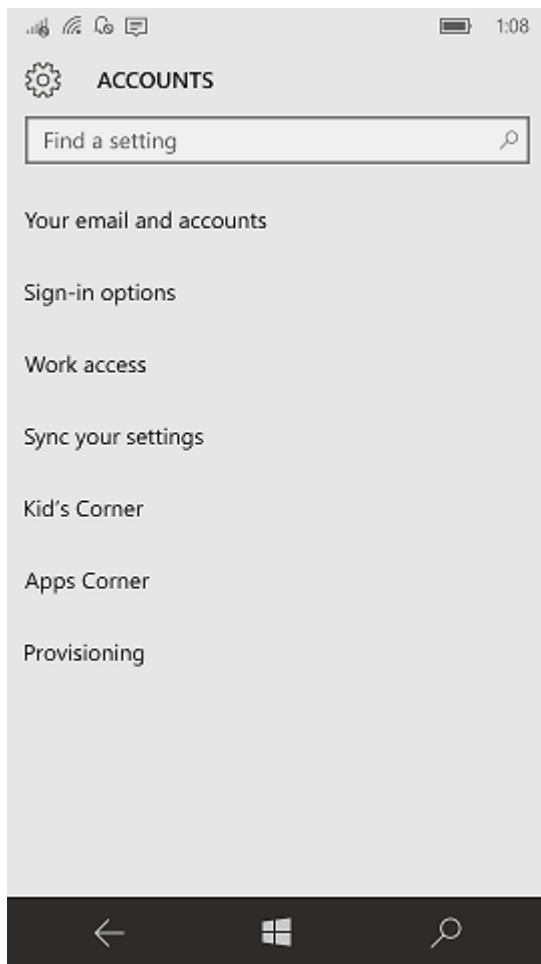 1:08
ACCOUNTS
Find a setting
Your email and accounts
Sign-in options
Work access
Sync your settings
Kid's Corner
Apps Corner
Provisioning